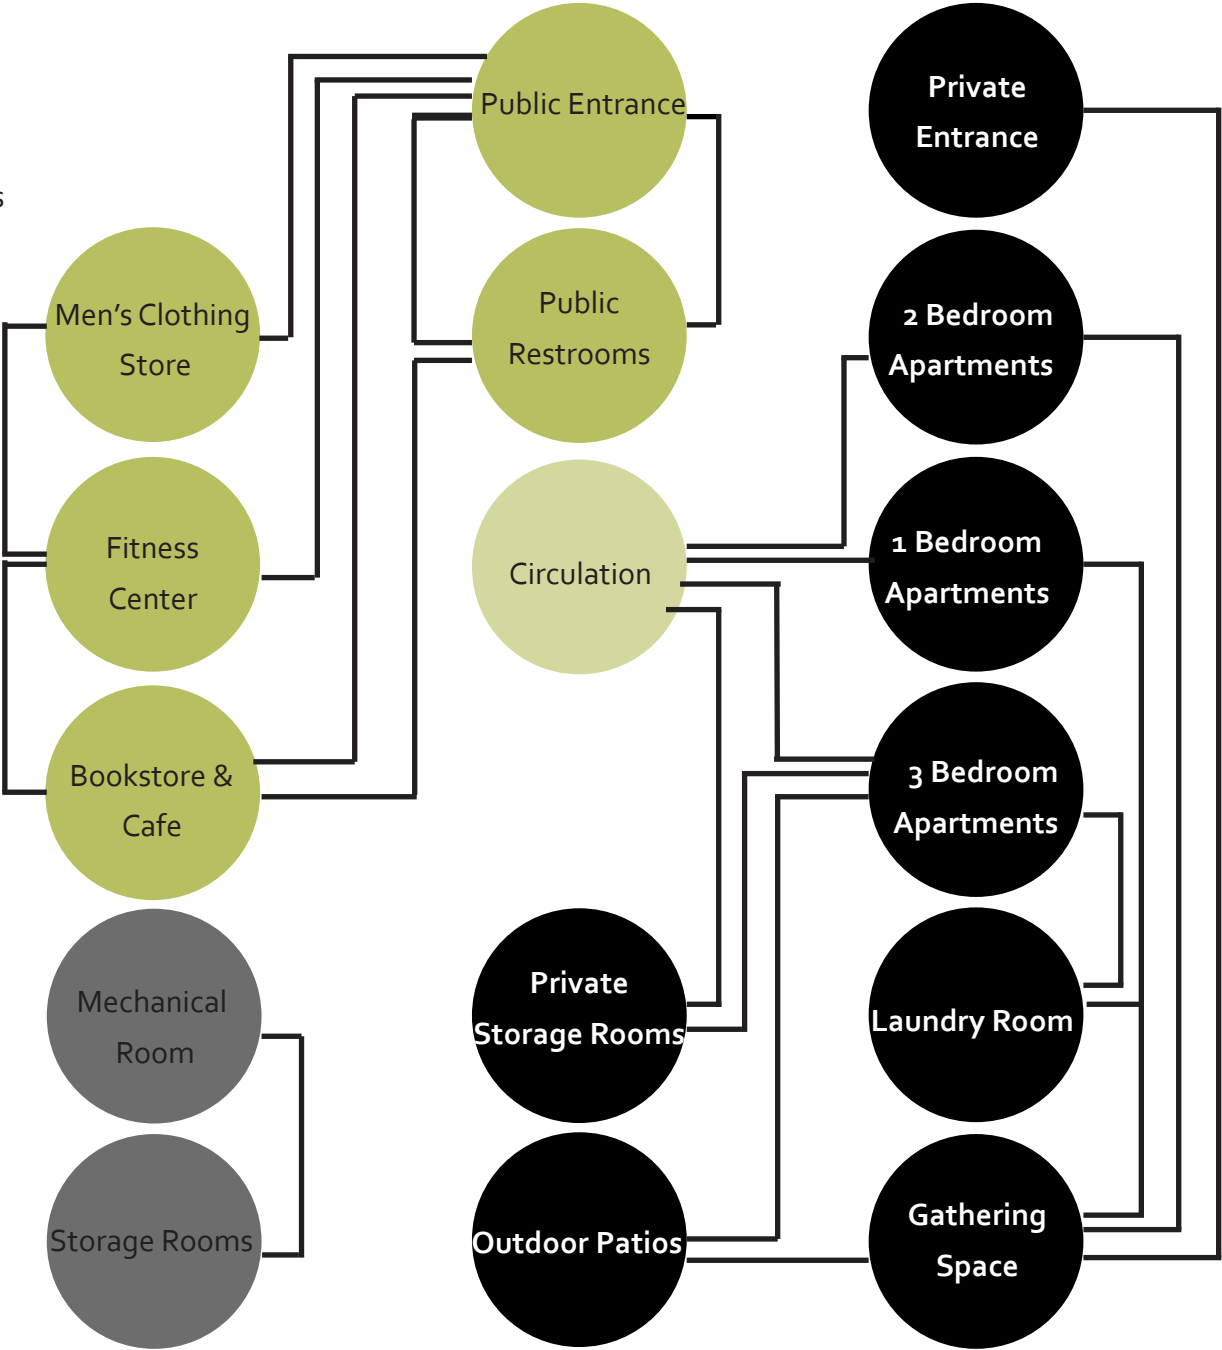 Public Entrance
Private
Entrance
s
Men’s Clothing
Store
Public
Restrooms
2 Bedroom
Apartments
Fitness
Center
Circulation
1 Bedroom
Apartments
Bookstore &
Cafe
3 Bedroom
Apartments
Mechanical
Room
Private
Storage Rooms
Laundry Room
Storage Rooms
Outdoor Patios
Gathering
Space